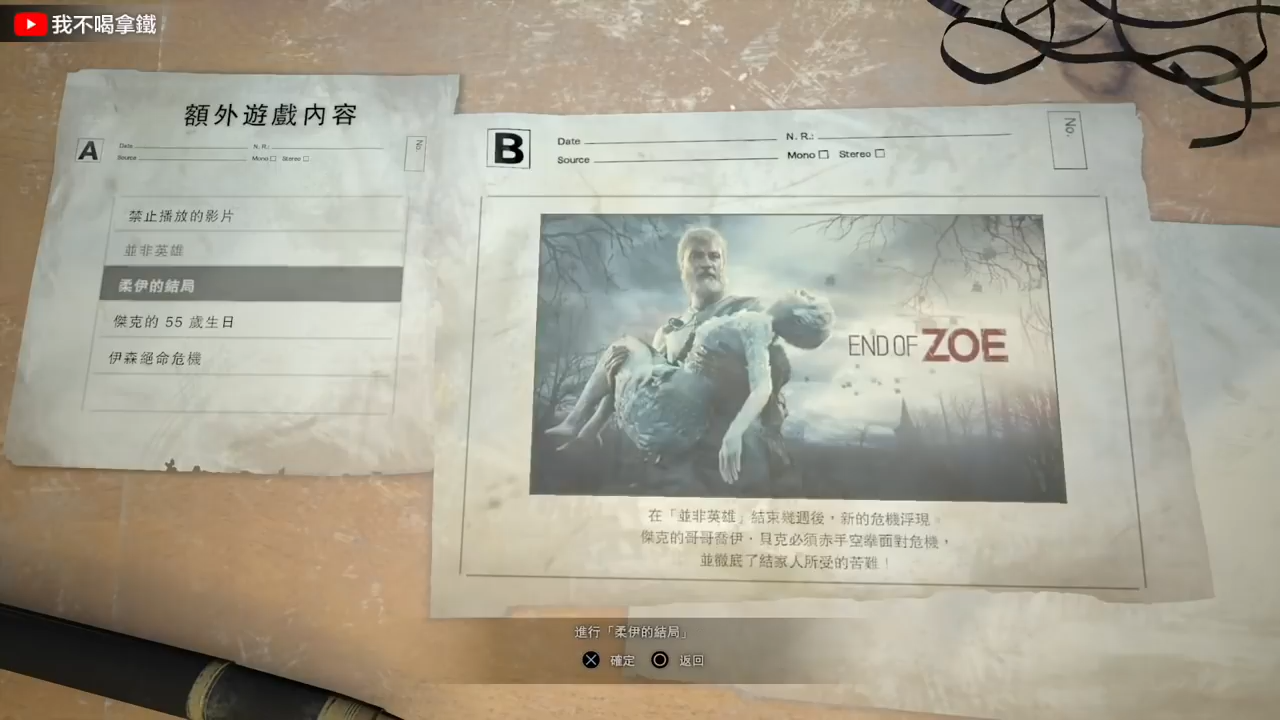 我不喝拿鐵
額外遊戲內容
A
Date
N. R.:
Source
Mono
Stereo
No.
禁止播放的影片
並非英雄
柔伊的結局
傑克的 55 歲生日
伊森絕命危機
B
Date
N. R.:
Source
Mono
Stereo
No.
END OF ZOE
在「並非英雄」結束幾週後，新的危機浮現。
傑克的哥哥喬伊．貝克必須赤手空拳面對危機，
並徹底了結家人所受的苦難！
進行「柔伊的結局」
確定
返回